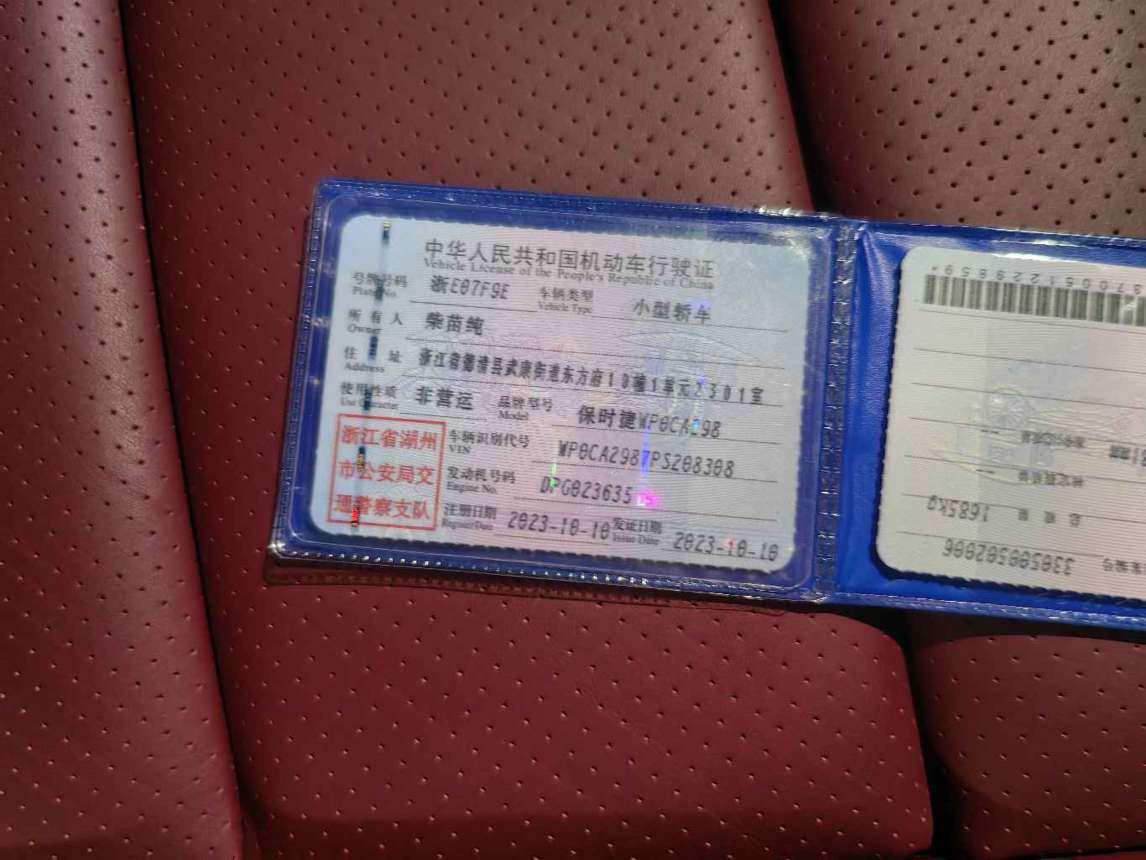 中华人民共和国机动车行驶证
Vehicle License of the People's Republic of China
号牌号码 浙E07F9E 车辆类型 小型轿车
Plate No. Vehicle Type
所有人 柴苗纯
Owner
住址 浙江省德清县武康街道东方府10幢1单元2501室
Address
使用性质 非营运 品牌型号 保时捷WP0CA298
Use Character Model
浙江省湖州
市公安局交
通警察支队
车辆识别代号 WP0CA2987PS208308
VIN
发动机号码 DPG023635
Engine No.
注册日期 2023-10-10 发证日期 2023-10-10
Register Date Issue Date
1685kg
330505020006